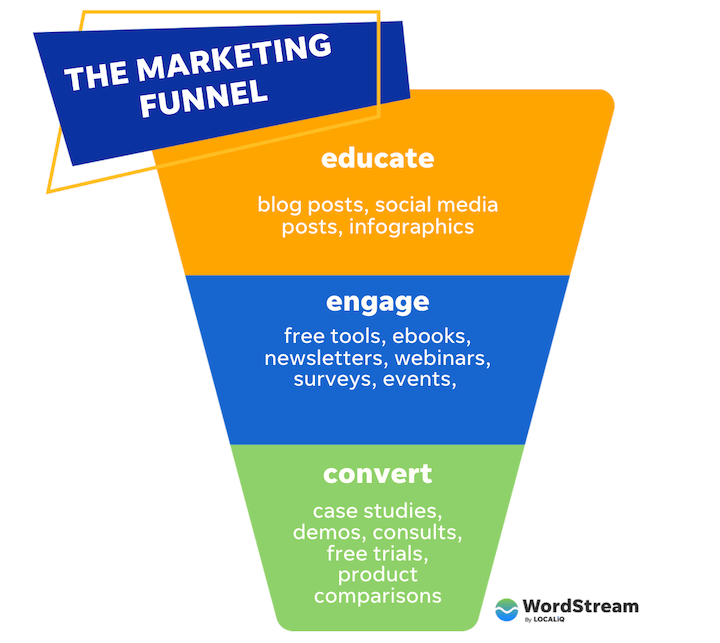 THE MARKETING
FUNNEL
educate
blog posts, social media
posts, infographics
engage
free tools, ebooks,
newsletters, webinars,
surveys, events,
convert
case studies,
demos, consults,
free trials,
product
comparisons
WordStream
By LOCALiQ